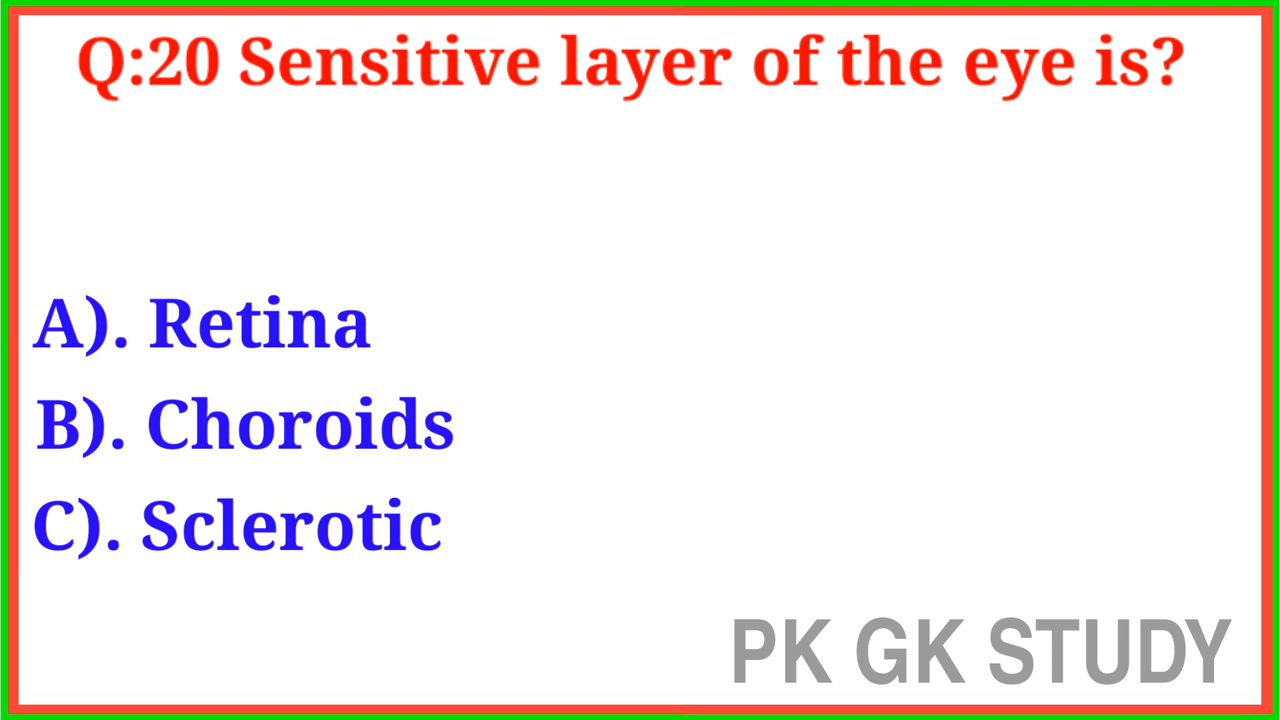 Q:20 Sensitive layer of the eye is?
A). Retina
B). Choroids
C). Sclerotic
PK GK STUDY